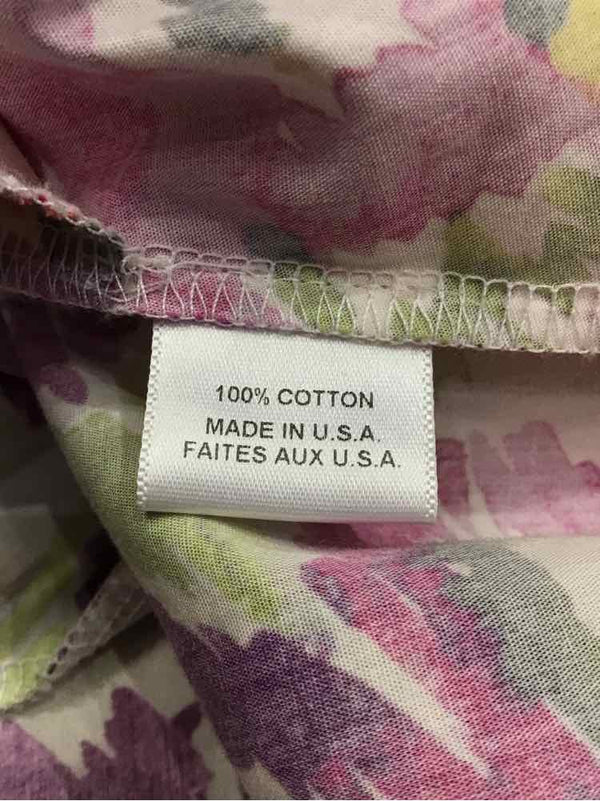 100% COTTON
MADE IN U.S.A.
FAITES AUX U.S.A.